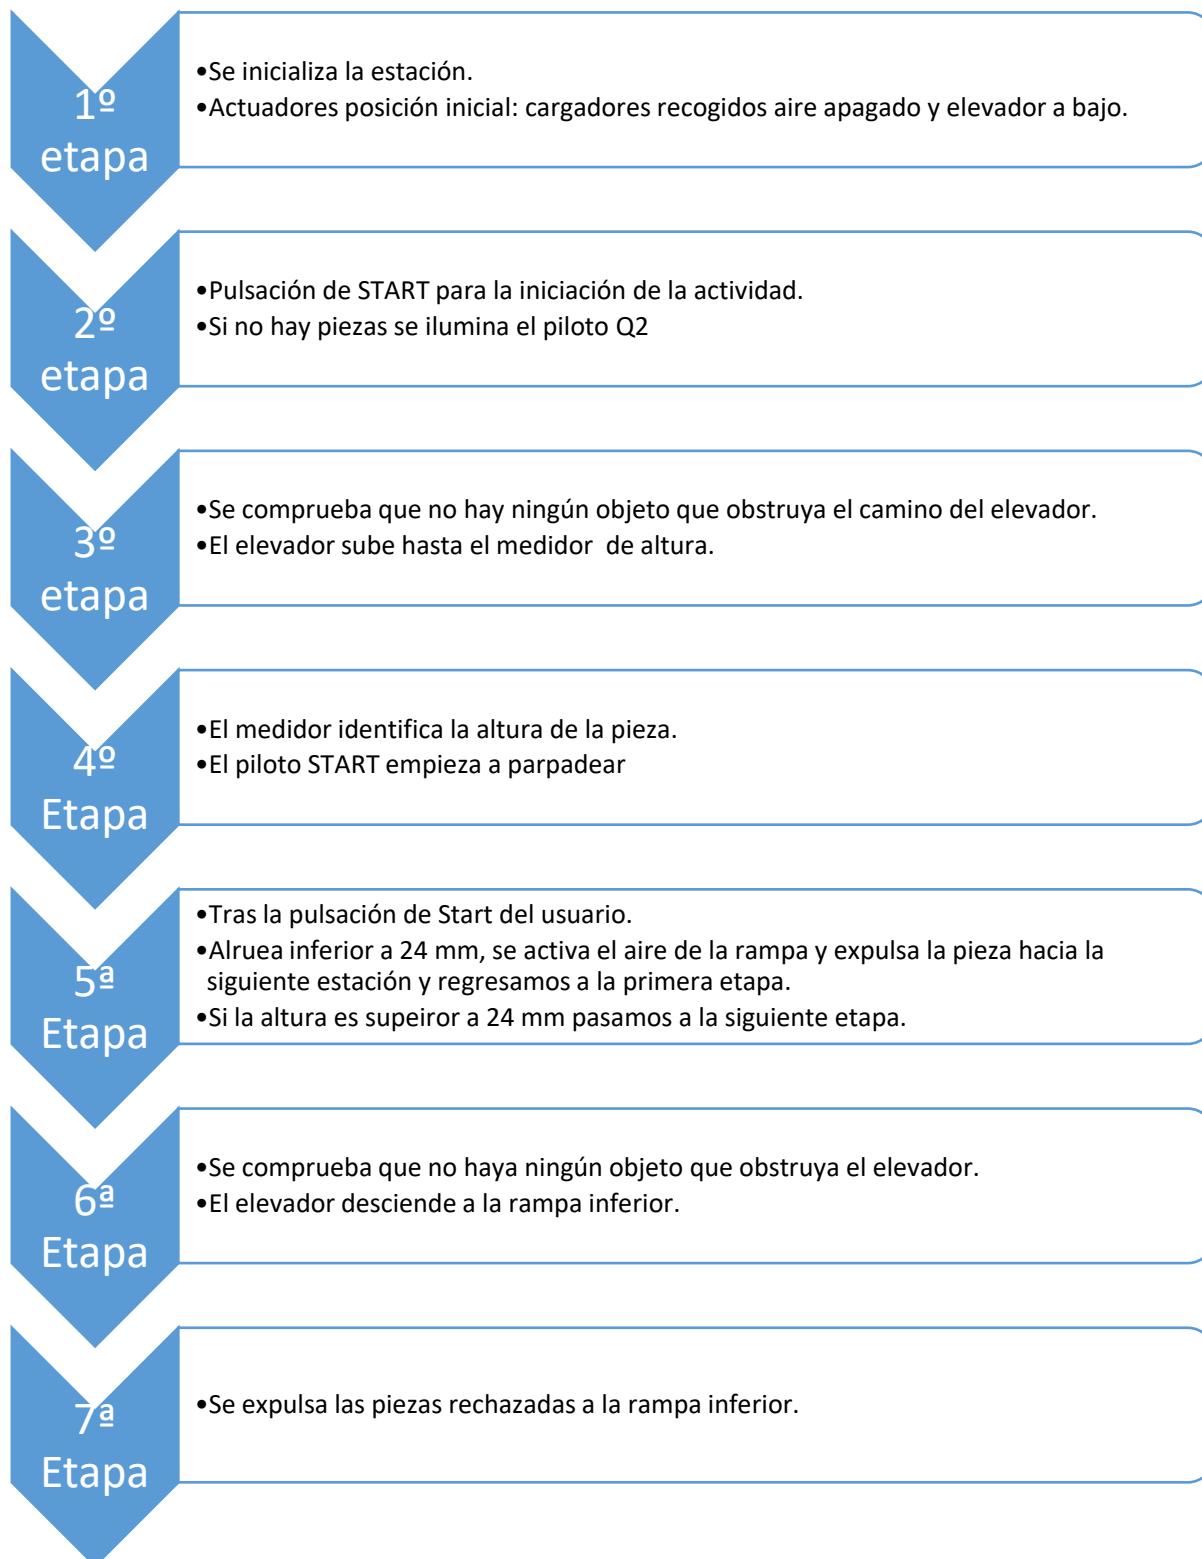 1º
etapa
•Se inicializa la estación.
•Actuadores posición inicial: cargadores recogidos aire apagado y elevador a bajo.
2º
etapa
•Pulsación de START para la iniciación de la actividad.
•Si no hay piezas se ilumina el piloto Q2
3º
etapa
•Se comprueba que no hay ningún objeto que obstruya el camino del elevador.
•El elevador sube hasta el medidor  de altura.
4º
Etapa
•El medidor identifica la altura de la pieza.
•El piloto START empieza a parpadear
5ª
Etapa
•Tras la pulsación de Start del usuario.
•Alruea inferior a 24 mm, se activa el aire de la rampa y expulsa la pieza hacia la
siguiente estación y regresamos a la primera etapa.
•Si la altura es supeiror a 24 mm pasamos a la siguiente etapa.
6ª
Etapa
•Se comprueba que no haya ningún objeto que obstruya el elevador.
•El elevador desciende a la rampa inferior.
7ª
Etapa
•Se expulsa las piezas rechazadas a la rampa inferior.